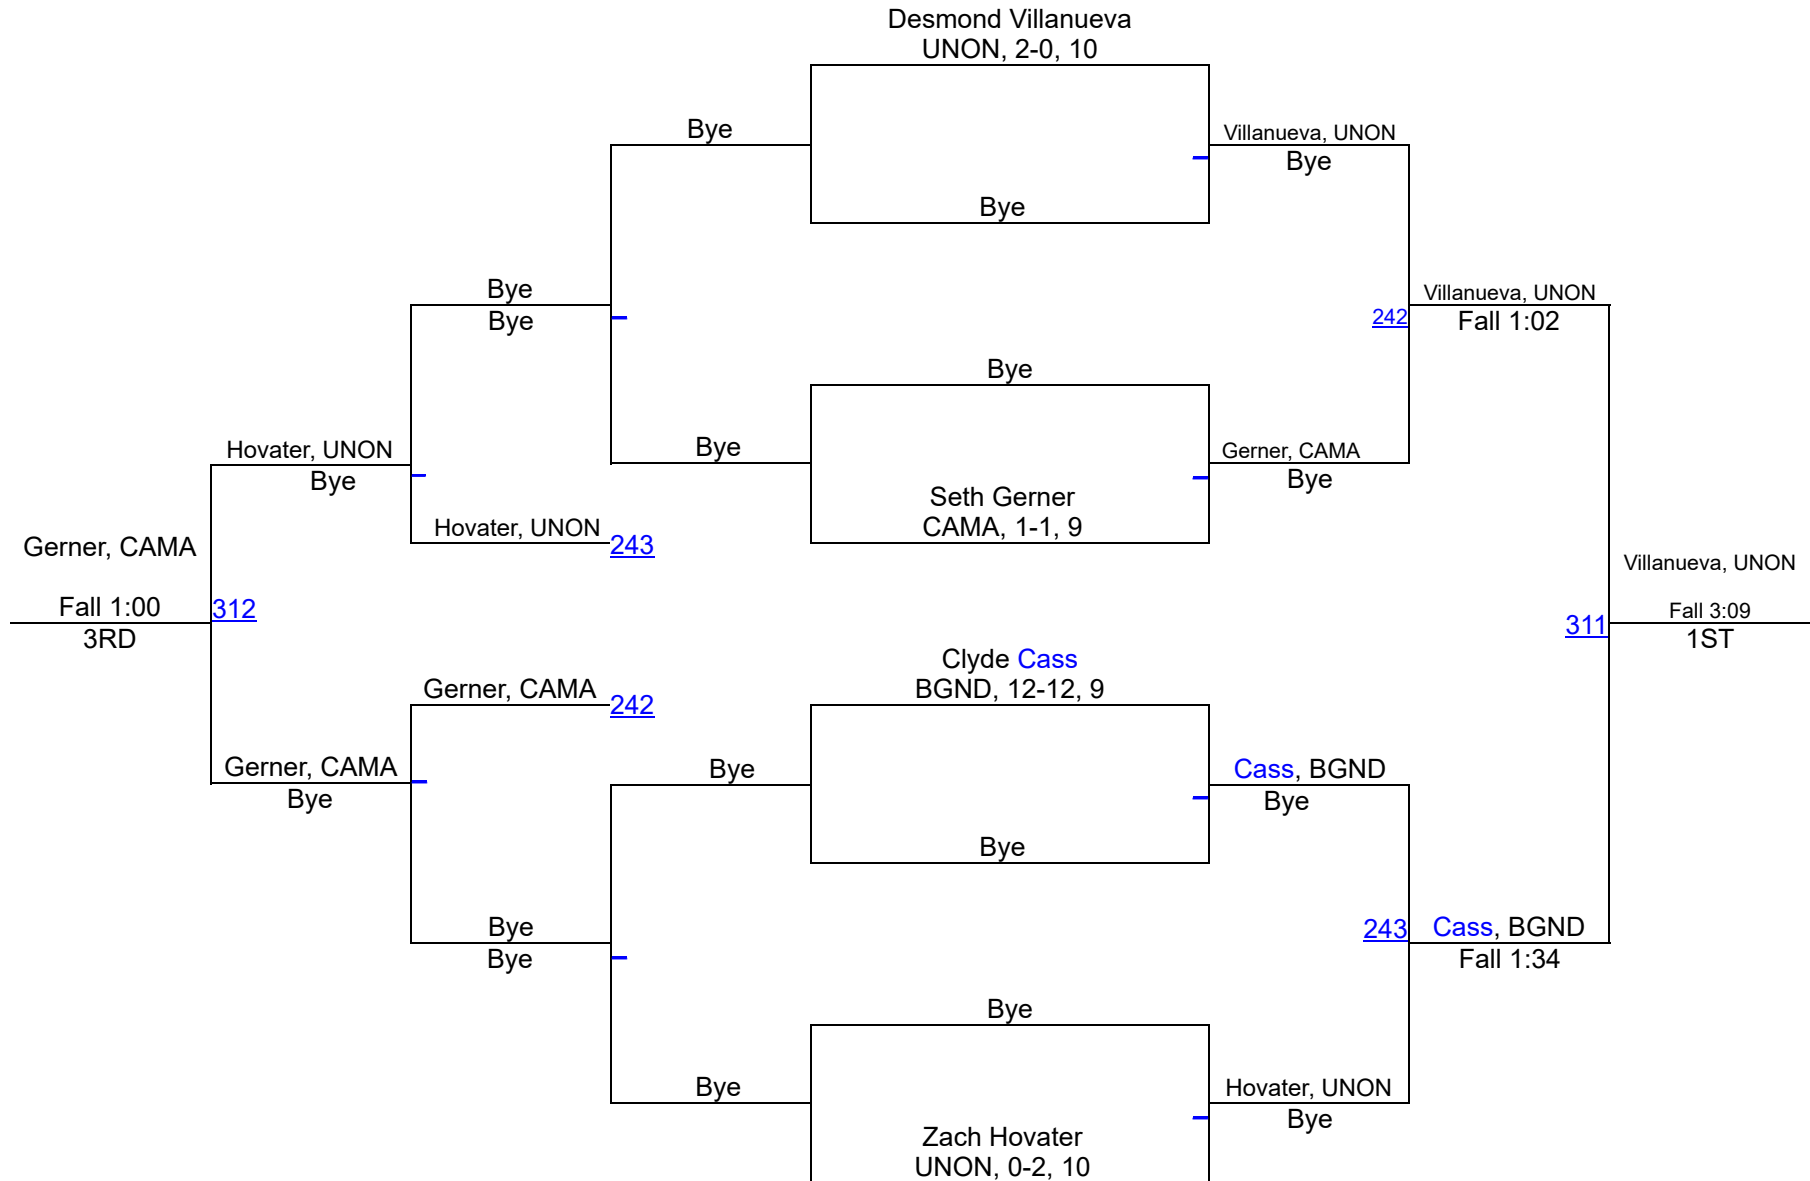 Desmond Villanueva
UNON, 2-0, 10
Bye
Villanueva, UNON
Bye
Bye
Bye
Bye
Villanueva, UNON
242
Fall 1:02
Bye
Hovater, UNON
Bye
Bye
Gerner, CAMA
Bye
Seth Gerner
CAMA, 1-1, 9
Hovater, UNON
243
Gerner, CAMA
Villanueva, UNON
Fall 1:00
312
3RD
Fall 3:09
311
1ST
Clyde Cass
BGND, 12-12, 9
Gerner, CAMA
242
Gerner, CAMA
Bye
Bye
Cass, BGND
Bye
Bye
Bye
Bye
243
Cass, BGND
Fall 1:34
Bye
Bye
Hovater, UNON
Bye
Zach Hovater
UNON, 0-2, 10